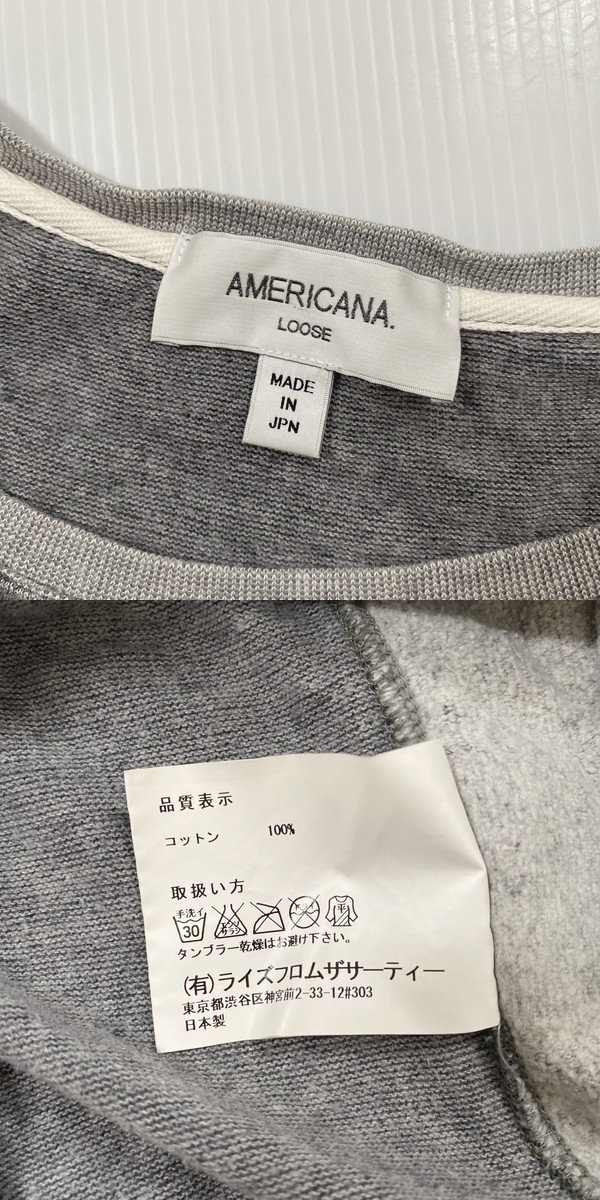 AMERICANA.
LOOSE
MADE
IN
JPN
品質表示
コットン 100%
取扱い方
手洗イ
30
平
タンブラー乾燥はお避け下さい。
(有)ライズフロムザサーティー
東京都渋谷区神宮前2-33-12#303
日本製